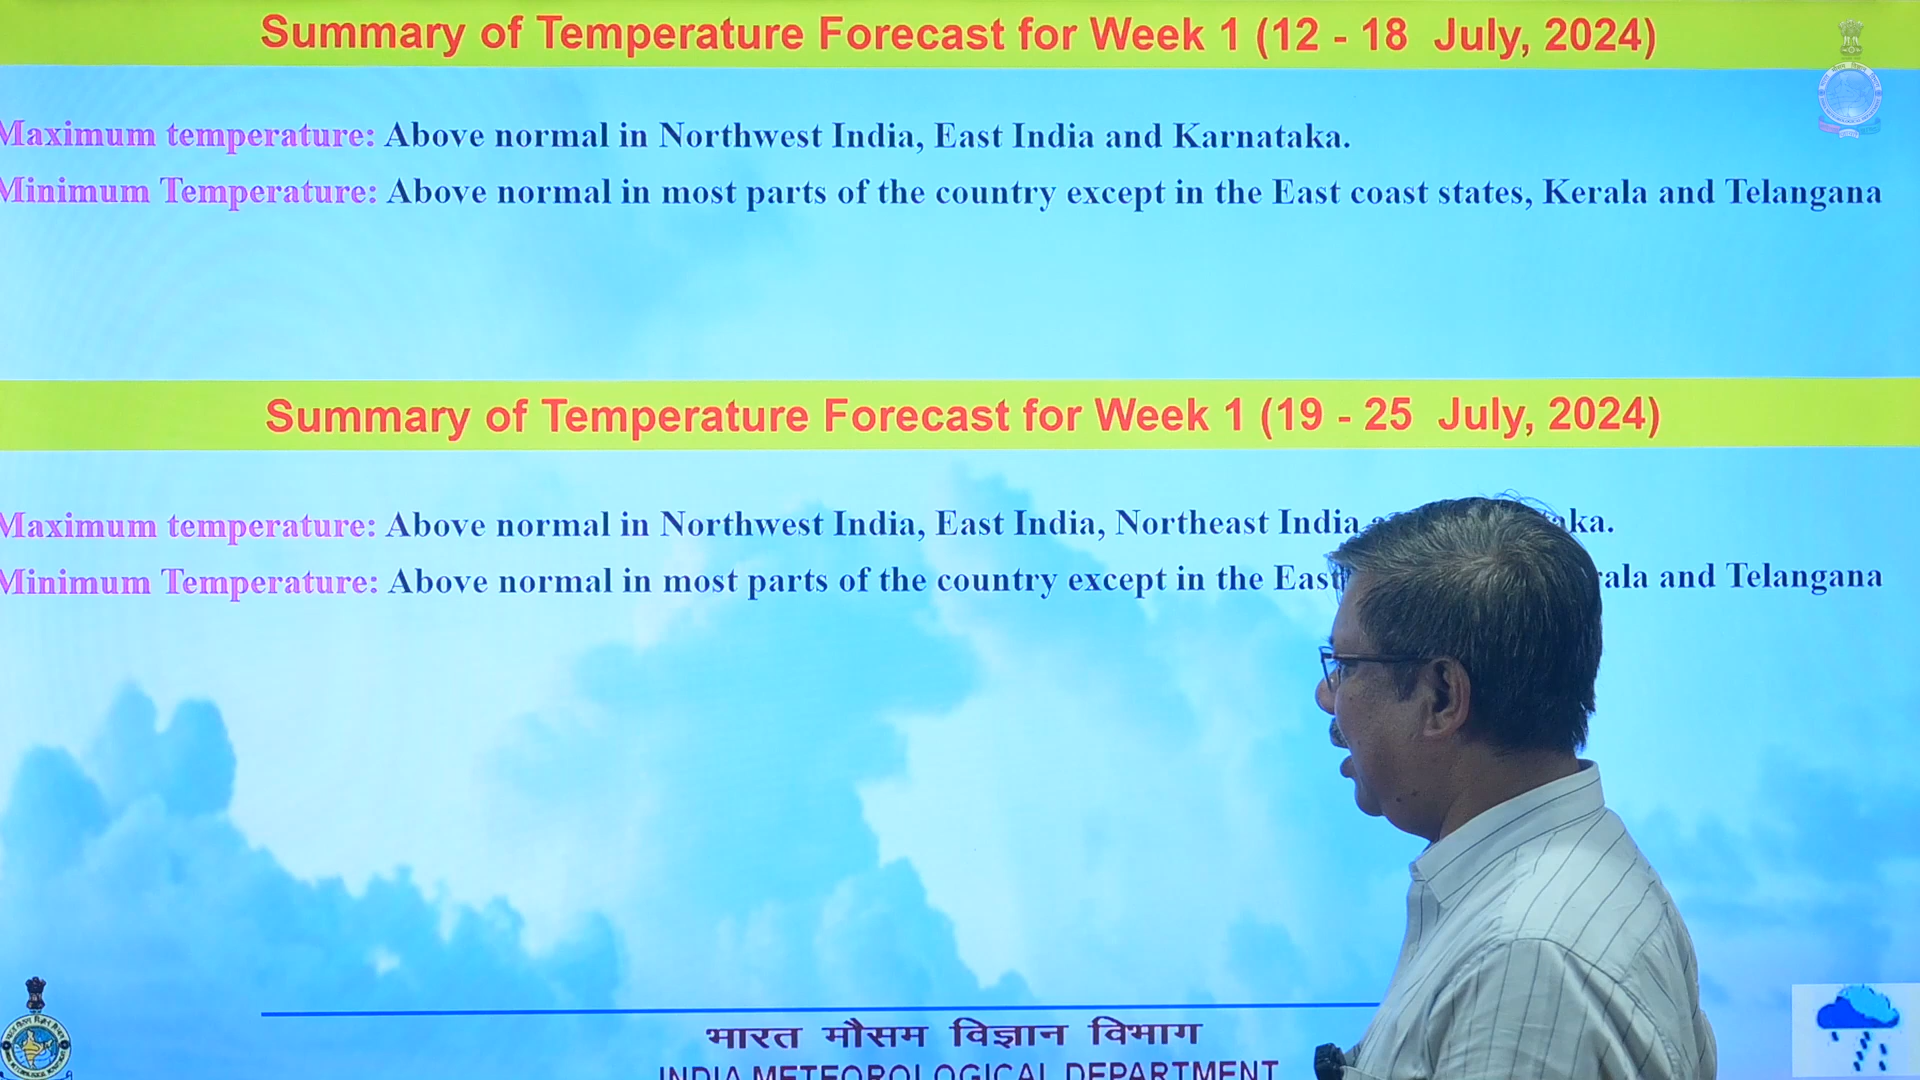 Summary of Temperature Forecast for Week 1 (12 - 18 July, 2024)
Maximum temperature: Above normal in Northwest India, East India and Karnataka.
Minimum Temperature: Above normal in most parts of the country except in the East coast states, Kerala and Telangana
Summary of Temperature Forecast for Week 1 (19 - 25 July, 2024)
Maximum temperature: Above normal in Northwest India, East India, Northeast India
Minimum Temperature: Above normal in most parts of the country except in the East and Telangana
भारत मौसम विज्ञान विभाग
INDIA METEOROLOGICAL DEPARTMENT